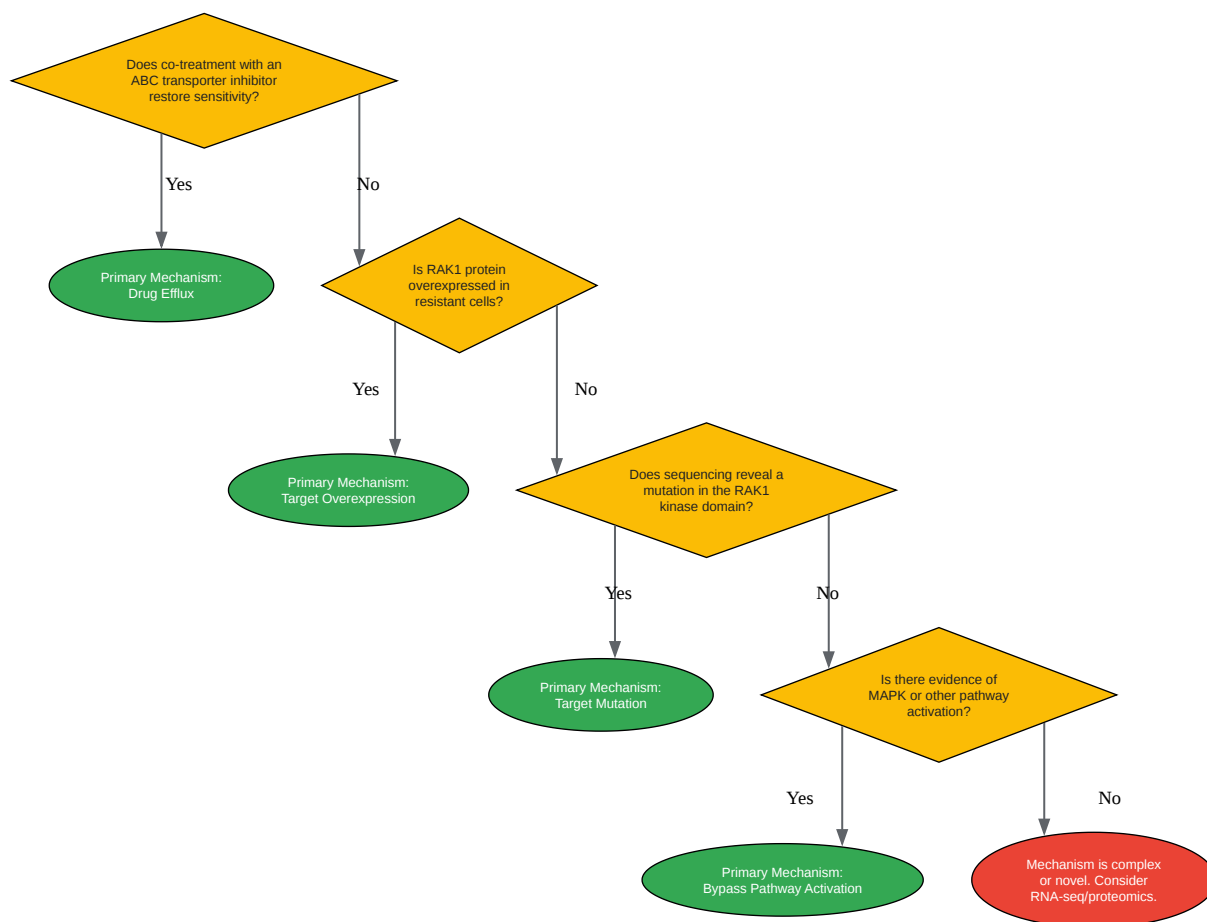 Does co-treatment with an
ABC transporter inhibitor
restore sensitivity?
Yes
No
Primary Mechanism:
Drug Efflux
Is RAK1 protein
overexpressed in
resistant cells?
Yes
No
Primary Mechanism:
Target Overexpression
Does sequencing reveal a
mutation in the RAK1
kinase domain?
Yes
No
Primary Mechanism:
Target Mutation
Is there evidence of
MAPK or other pathway
activation?
Yes
No
Primary Mechanism:
Bypass Pathway Activation
Mechanism is complex
or novel. Consider
RNA-seq/proteomics.